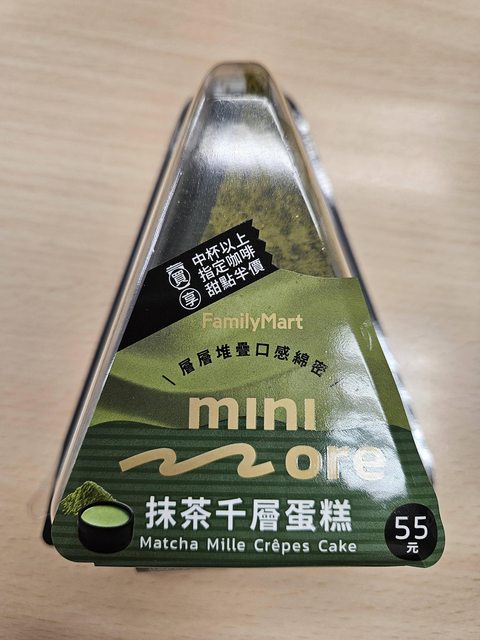 買
享
中杯以上
指定咖啡
甜點半價
FamilyMart
層層堆疊口感綿密
mini
more
抹茶千層蛋糕
Matcha Mille Crêpes Cake
55
元